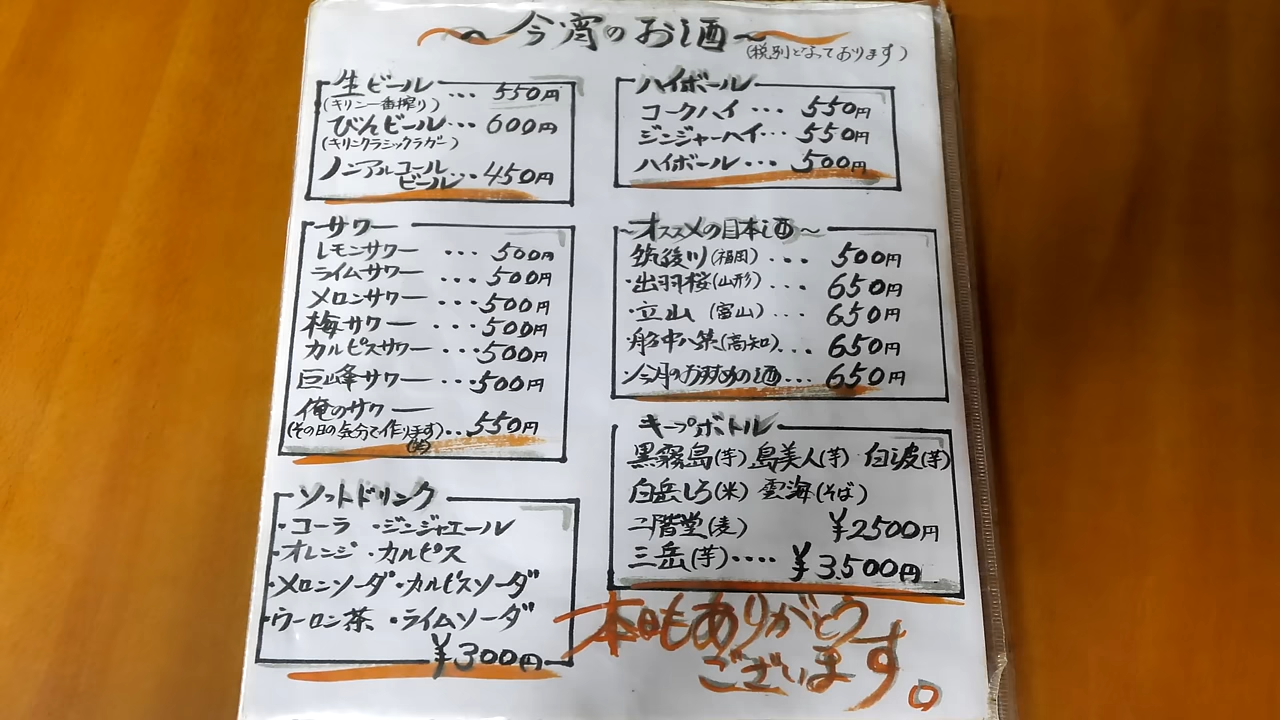 〜今宵のお酒〜
(税別となっております)
生ビール ... 550円
(キリン一番搾り)
びんビール... 600円
(キリンクラシックラガー)
ノンアルコール
ビール... 450円
サワー
レモンサワー ... 500円
ライムサワー ... 500円
メロンサワー ... 500円
梅サワー ... 500円
カルピスサワー ... 500円
巨峰サワー ... 500円
俺のサワー
(その日の気分で作ります)... 550円
(笑)
ソフトドリンク
・コーラ ・ジンジャエール
・オレンジ ・カルピス
・メロンソーダ ・カルピスソーダ
・ウーロン茶 ・ライムソーダ
¥300円
ハイボール
コークハイ ... 550円
ジンジャーハイ... 550円
ハイボール ... 500円
〜オススメの日本酒〜
筑後川(福岡) ... 500円
・出羽桜(山形) ... 650円
・立山 (富山) ... 650円
船中八策(高知)... 650円
今月のおすすめの酒... 650円
キープボトル
黒霧島(芋) 島美人(芋) 白波(芋)
白岳しろ(米) 雲海(そば)
二階堂(麦) ¥2500円
三岳(芋).... ¥3.500円
本日もありがとう
ございます。